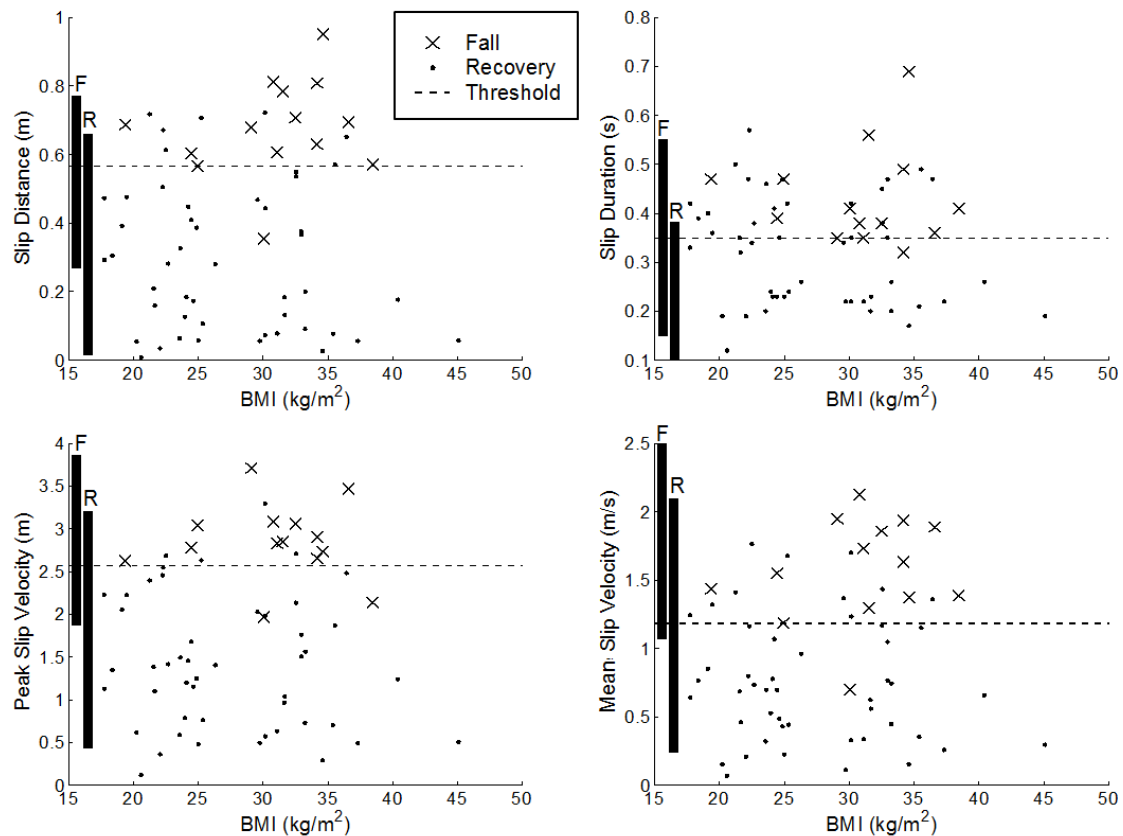 Slip Distance (m)
1
0.8
0.6
0.4
0.2
0
F
R
15 20 25 30 35 40 45 50
BMI (kg/m²)
Fall
Recovery
Threshold
Slip Duration (s)
0.8
0.7
0.6
0.5
0.4
0.3
0.2
0.1
F
R
15 20 25 30 35 40 45 50
BMI (kg/m²)
Peak Slip Velocity (m)
4
3.5
3
2.5
2
1.5
1
0.5
0
F
R
15 20 25 30 35 40 45 50
BMI (kg/m²)
Mean Slip Velocity (m/s)
2.5
2
1.5
1
0.5
0
F
R
15 20 25 30 35 40 45 50
BMI (kg/m²)